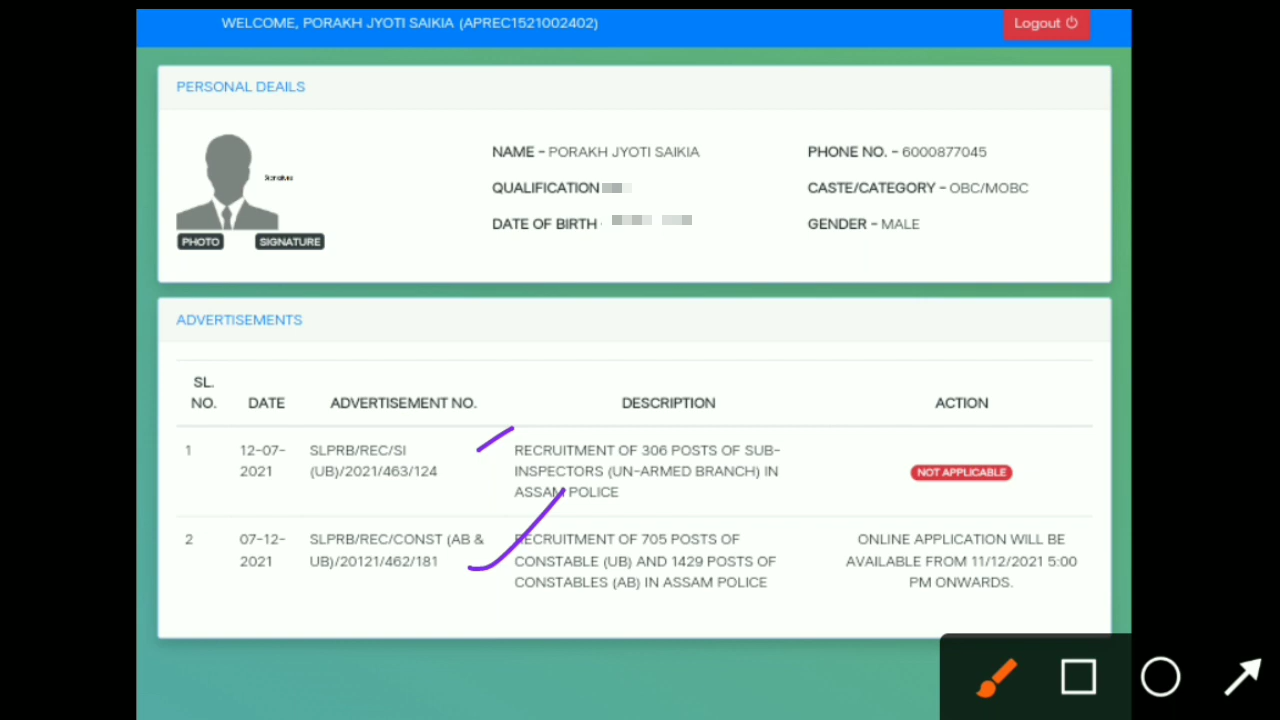 WELCOME, PORAKH JYOTI SAIKIA (APREC1521002402)
Logout
PERSONAL DEAILS
NAME - PORAKH JYOTI SAIKIA
PHONE NO. - 6000877045
QUALIFICATION
CASTE/CATEGORY - OBC/MOBC
DATE OF BIRTH
GENDER - MALE
PHOTO
SIGNATURE
ADVERTISEMENTS
SL. NO.
DATE
ADVERTISEMENT NO.
DESCRIPTION
ACTION
1
12-07-
2021
SLPRB/REC/SI
(UB)/2021/463/124
RECRUITMENT OF 306 POSTS OF SUB-
INSPECTORS (UN-ARMED BRANCH) IN
ASSAM POLICE
NOT APPLICABLE
2
07-12-
2021
SLPRB/REC/CONST (AB &
UB)/20121/462/181
RECRUITMENT OF 705 POSTS OF
CONSTABLE (UB) AND 1429 POSTS OF
CONSTABLES (AB) IN ASSAM POLICE
ONLINE APPLICATION WILL BE
AVAILABLE FROM 11/12/2021 5:00
PM ONWARDS.